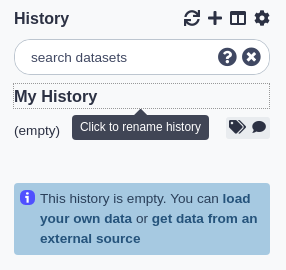 History
search datasets
My History
(empty)
Click to rename history
This history is empty. You can load
your own data or get data from an
external source